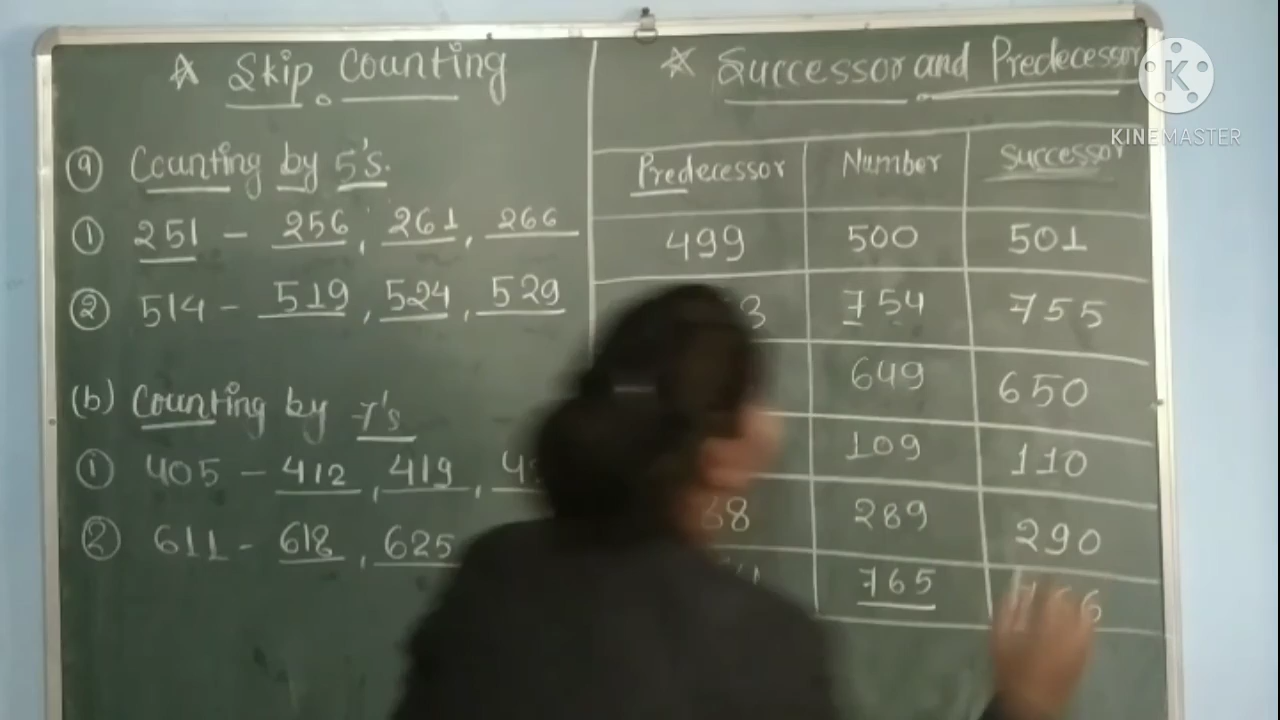 ☆ Skip Counting
(a) Counting by 5's.
① 251 - 256, 261, 266
② 514 - 519, 524, 529
(b) Counting by 7's
① 405 - 412, 419,
② 611 - 618, 625
☆ Successor and Predecessor
Predecessor Number Successor
499 500 501
754 755
649 650
109 110
289 290
765
K
KINEMASTER